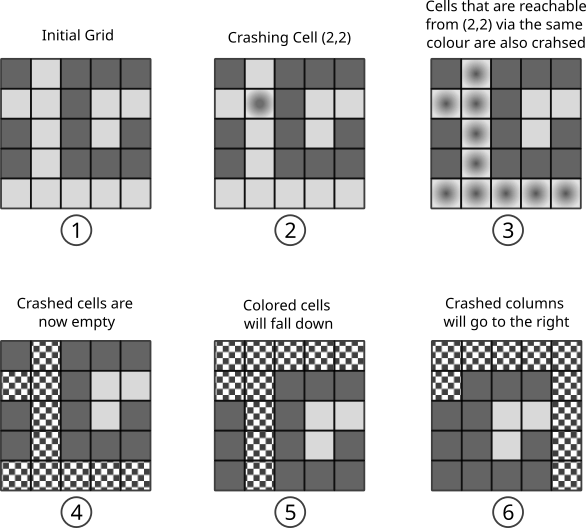 Initial Grid
Crashing Cell (2,2)
Cells that are reachable
from (2,2) via the same
colour are also crahsed
1
2
3
Crashed cells are
now empty
Colored cells
will fall down
Crashed columns
will go to the right
4
5
6